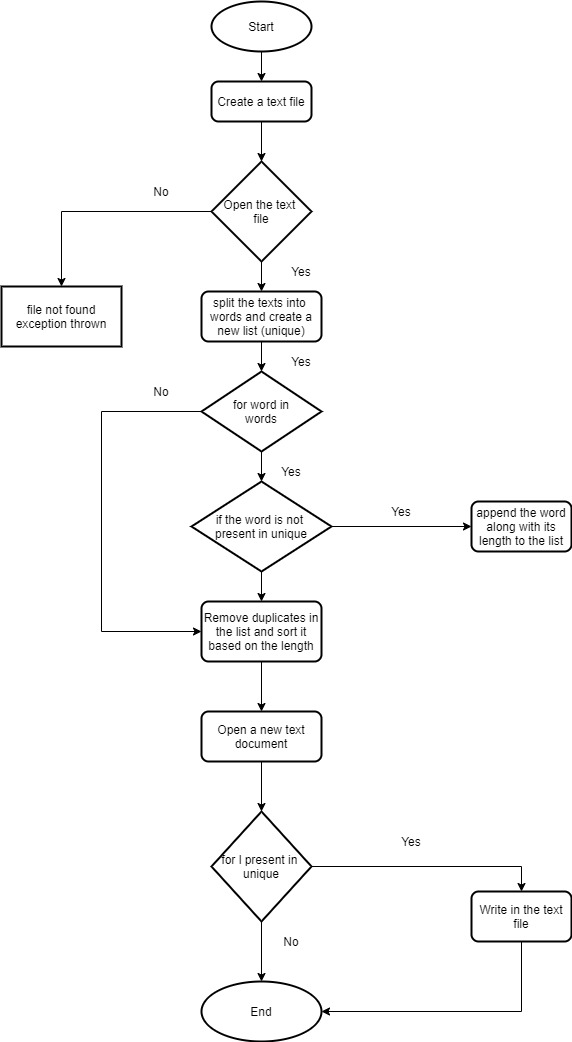 Start
Create a text file
No
Open the text
file
Yes
file not found
exception thrown
split the texts into
words and create a
new list (unique)
Yes
No
for word in
words
Yes
if the word is not
present in unique
Yes
append the word
along with its
length to the list
Remove duplicates in
the list and sort it
based on the length
Open a new text
document
Yes
for I present in
unique
Write in the text
file
No
End